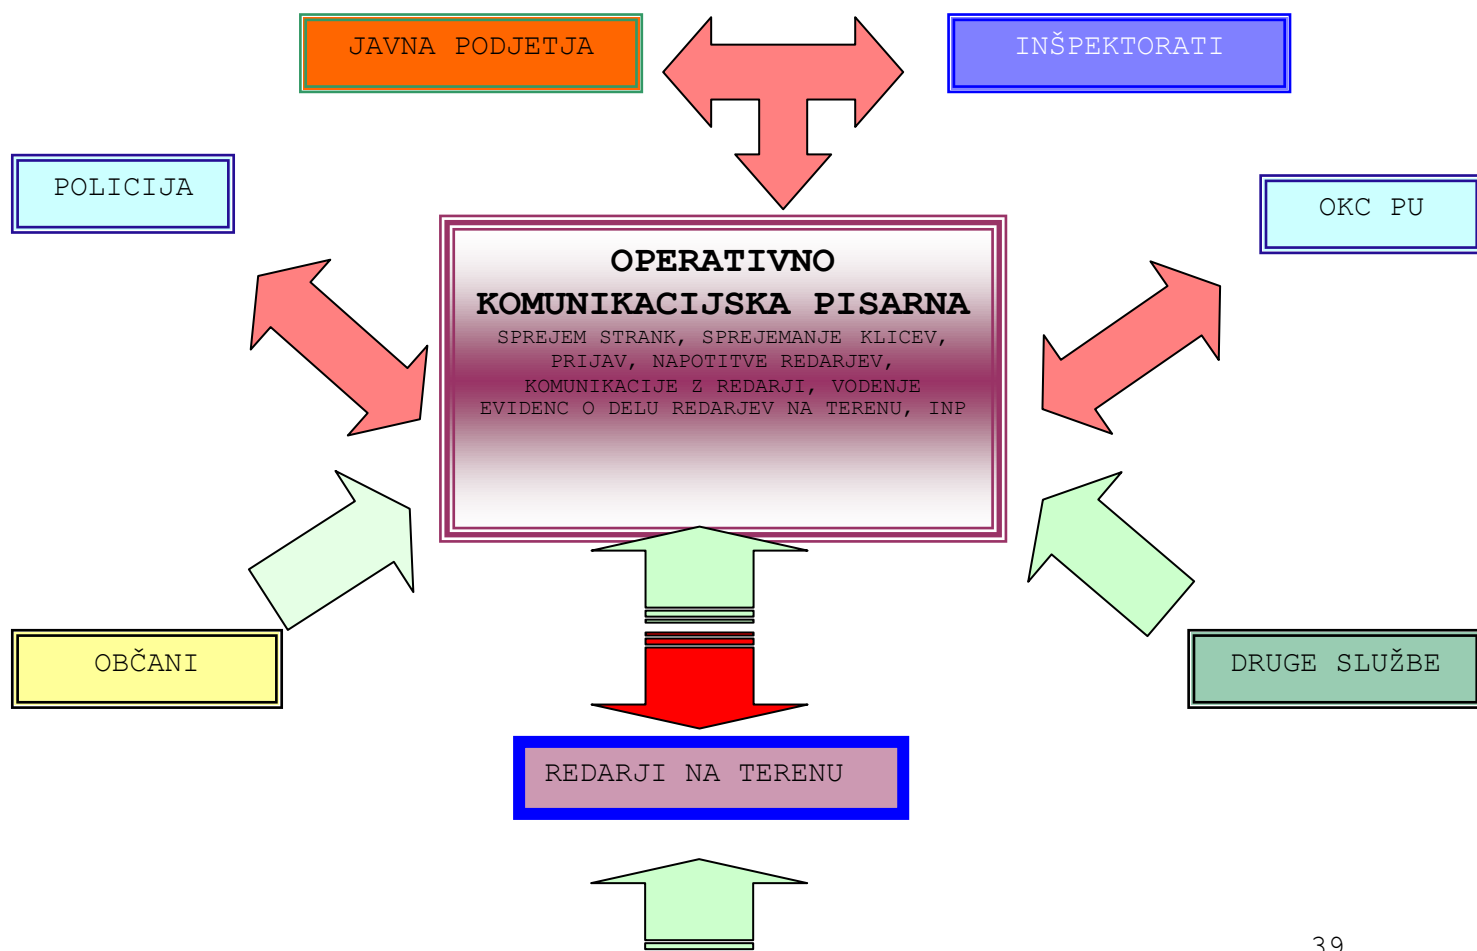 JAVNA PODJETJA
INŠPEKTORATI
POLICIJA
OKC PU
OPERATIVNO
KOMUNIKACIJSKA PISARNA
SPREJEM STRANK, SPREJEMANJE KLICEV,
PRIJAV, NAPOTITVE REDARJEV,
KOMUNIKACIJE Z REDARJI, VODENJE
EVIDENC O DELU REDARJEV NA TERENU, INP
OBČANI
DRUGE SLUŽBE
REDARJI NA TERENU
39